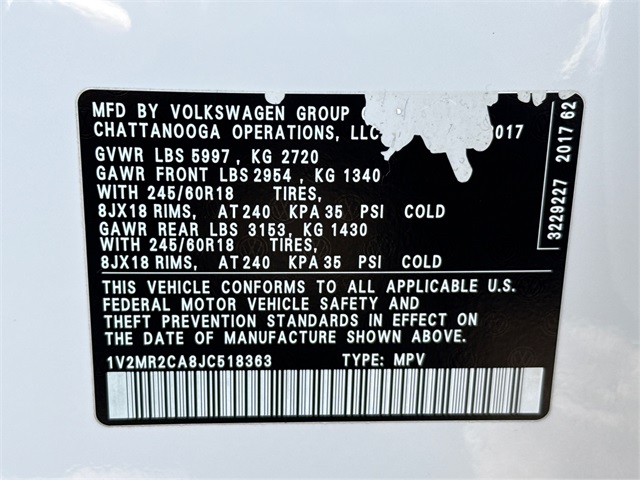 MFD BY VOLKSWAGEN GROUP
CHATTANOOGA OPERATIONS, LLC
GVWR LBS 5997 , KG 2720
GAWR FRONT LBS 2954 , KG 1340
WITH 245/60R18 TIRES,
8JX18 RIMS, AT 240 KPA 35 PSI COLD
GAWR REAR LBS 3153, KG 1430
WITH 245/60R18 TIRES,
8JX18 RIMS, AT 240 KPA 35 PSI COLD
THIS VEHICLE CONFORMS TO ALL APPLICABLE U.S.
FEDERAL MOTOR VEHICLE SAFETY AND
THEFT PREVENTION STANDARDS IN EFFECT ON
THE DATE OF MANUFACTURE SHOWN ABOVE.
1V2MR2CA8JC518363 TYPE: MPV
3229227 2017 62